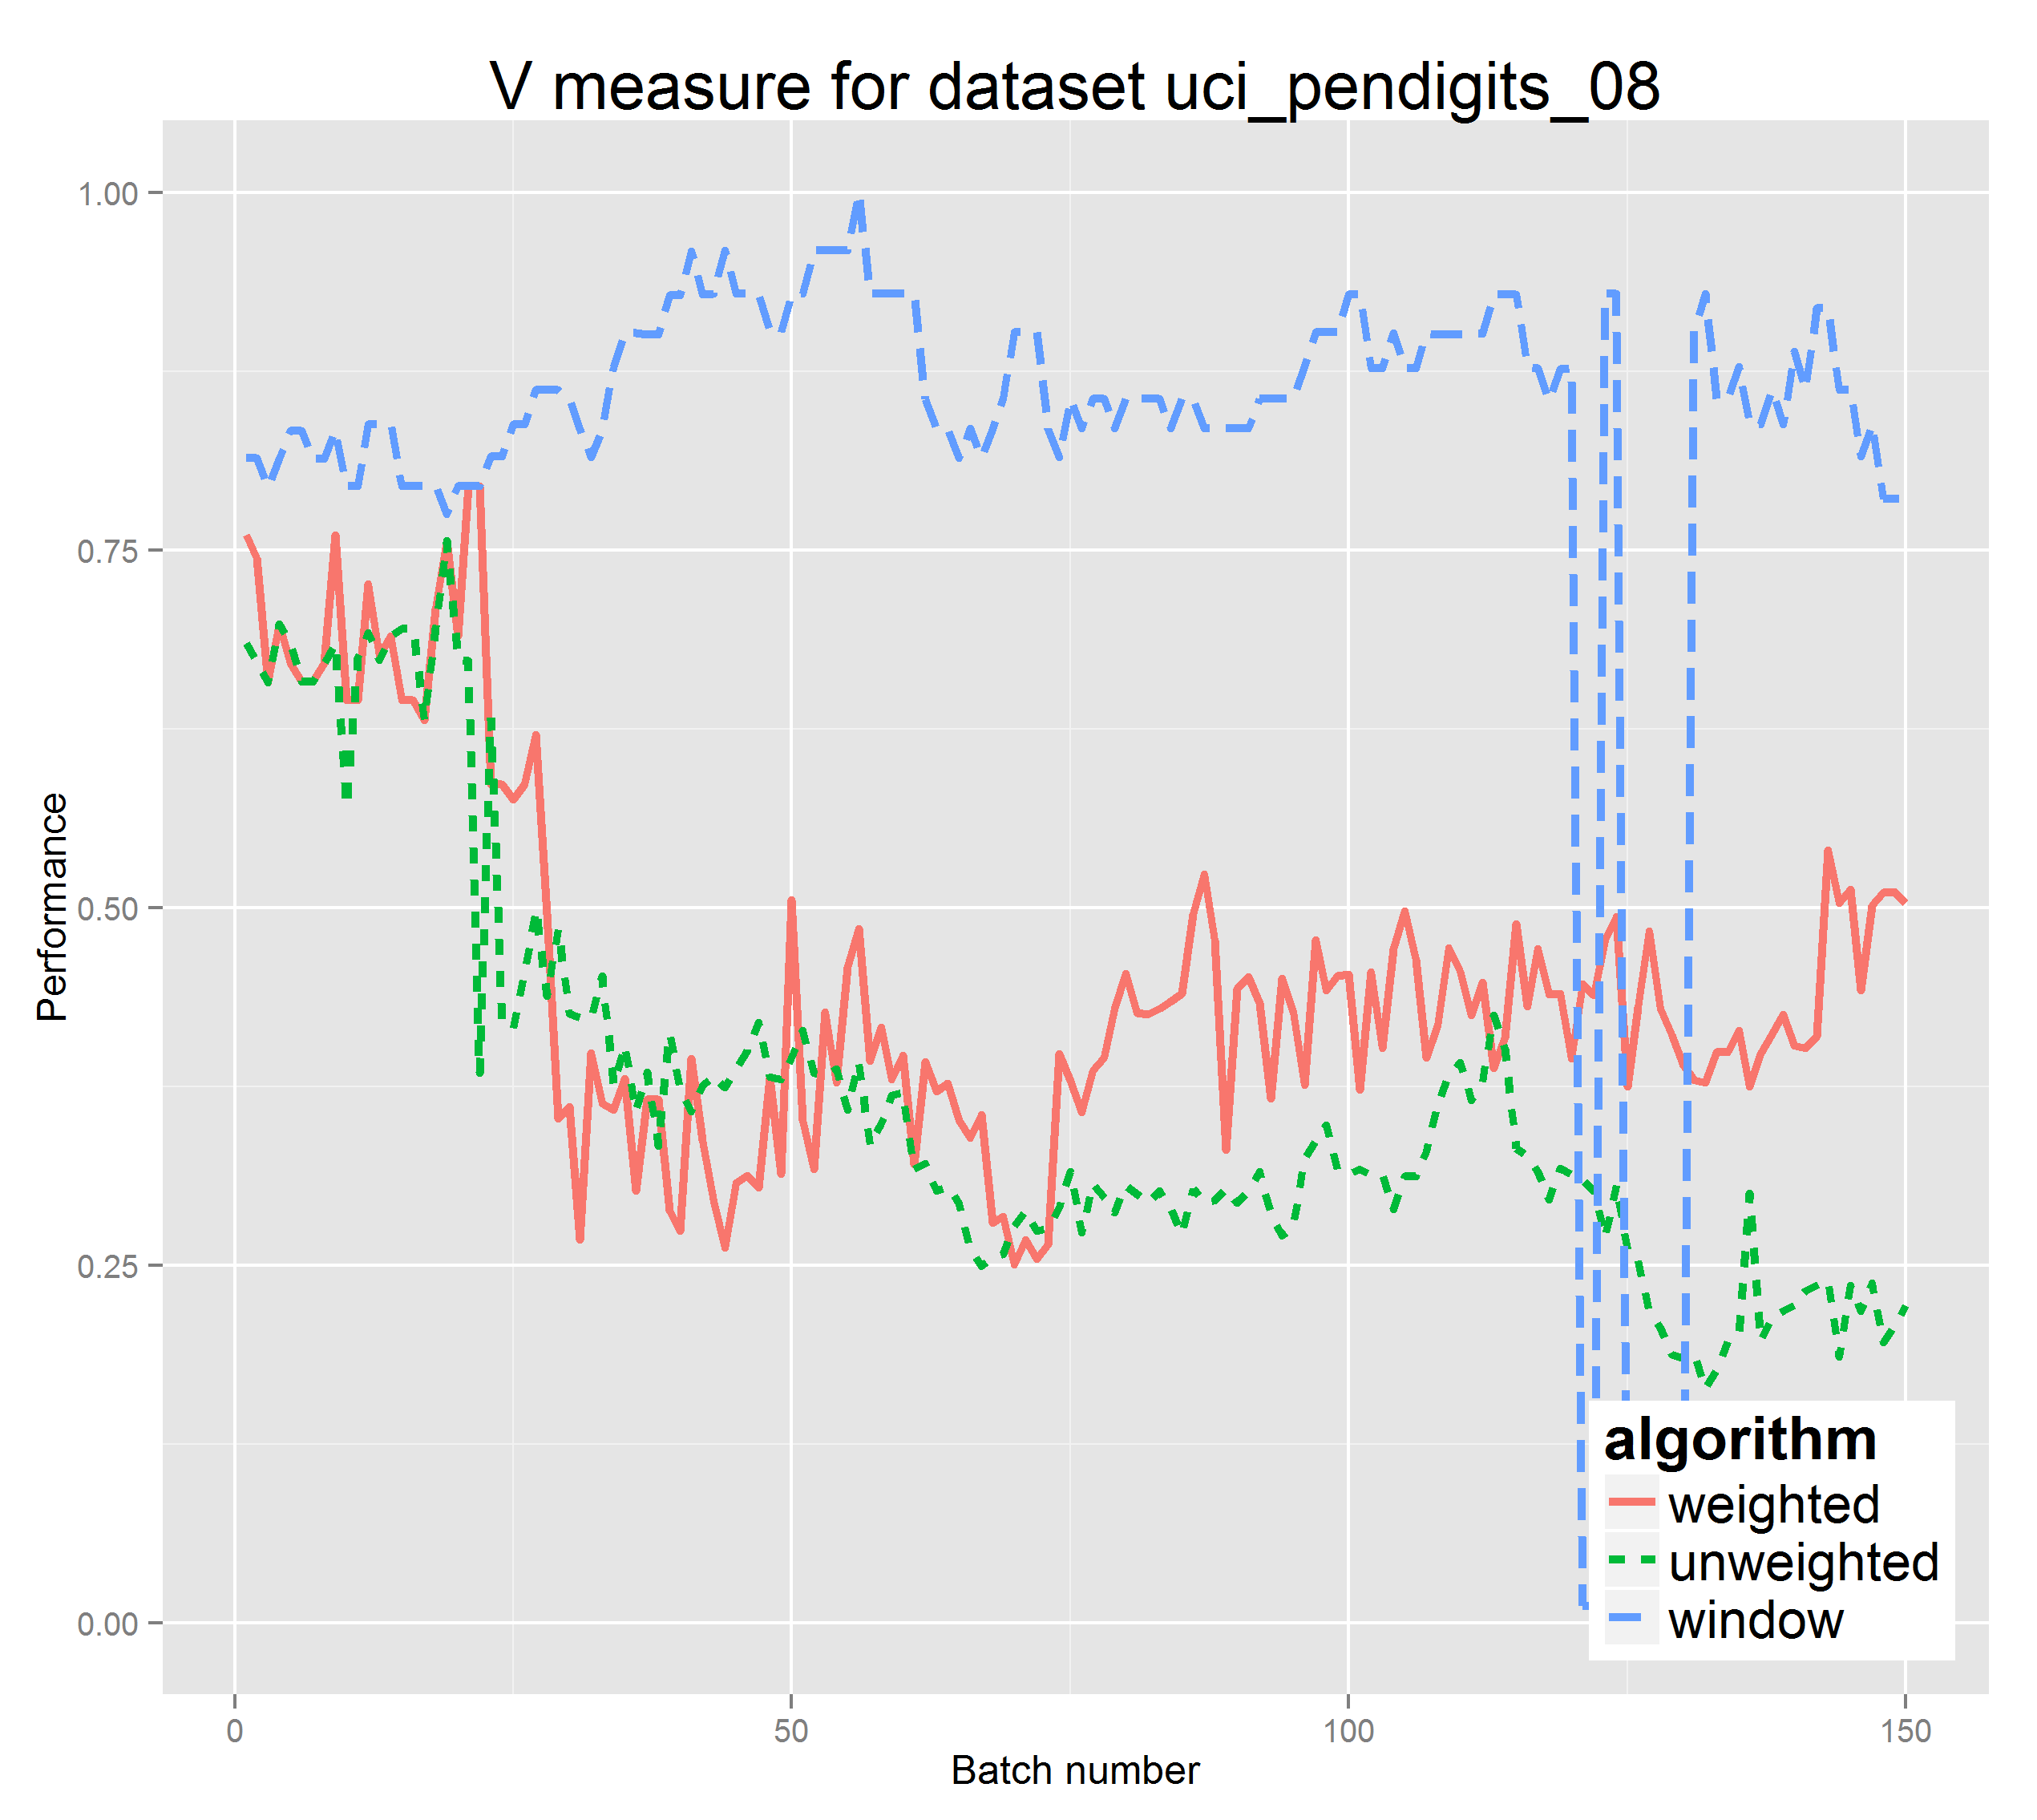 V measure for dataset uci_pendigits_08
1.00
0.75
0.50
0.25
0.00
Performance
0
50
100
150
Batch number
algorithm
weighted
unweighted
window